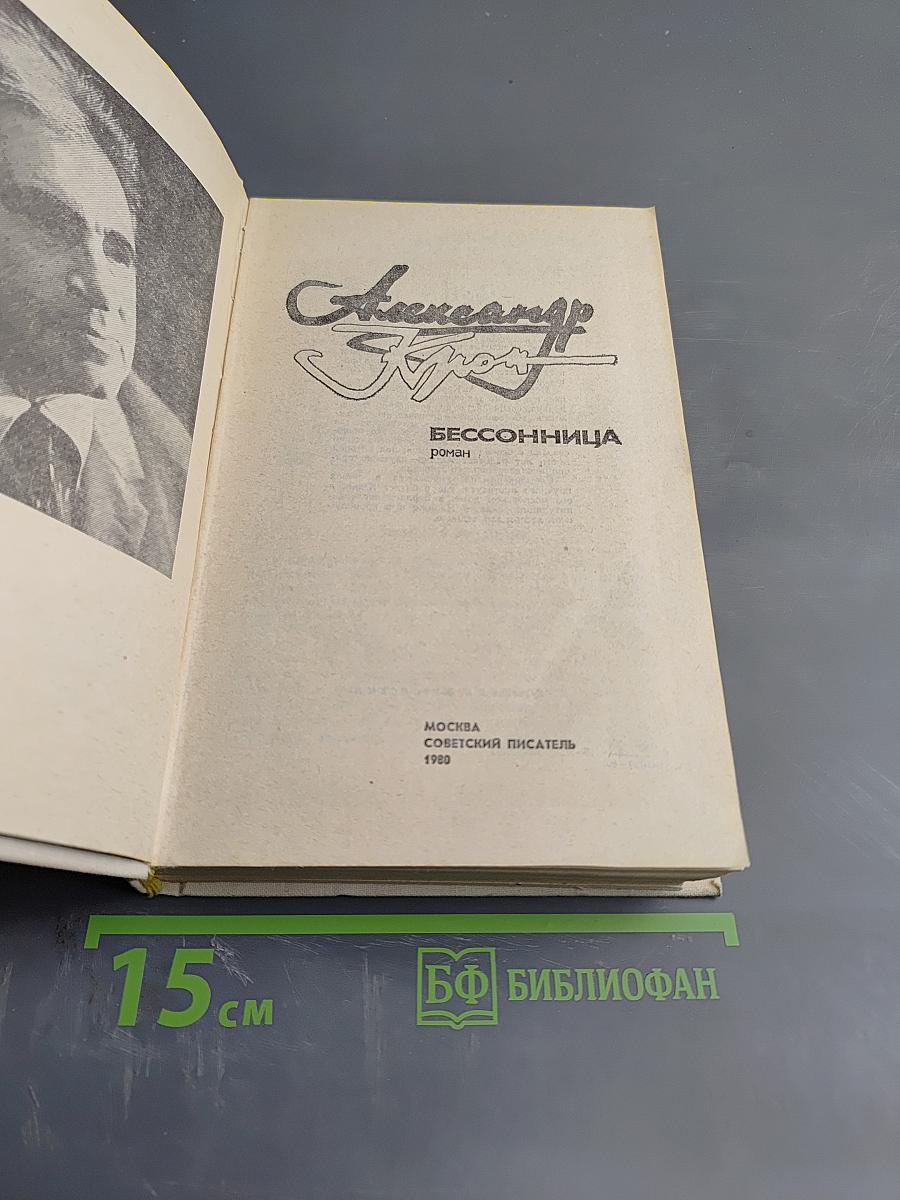 Александр
Крон
БЕССОННИЦА
роман
МОСКВА
СОВЕТСКИЙ ПИСАТЕЛЬ
1980
15 см
БФ БИБЛИОФАН